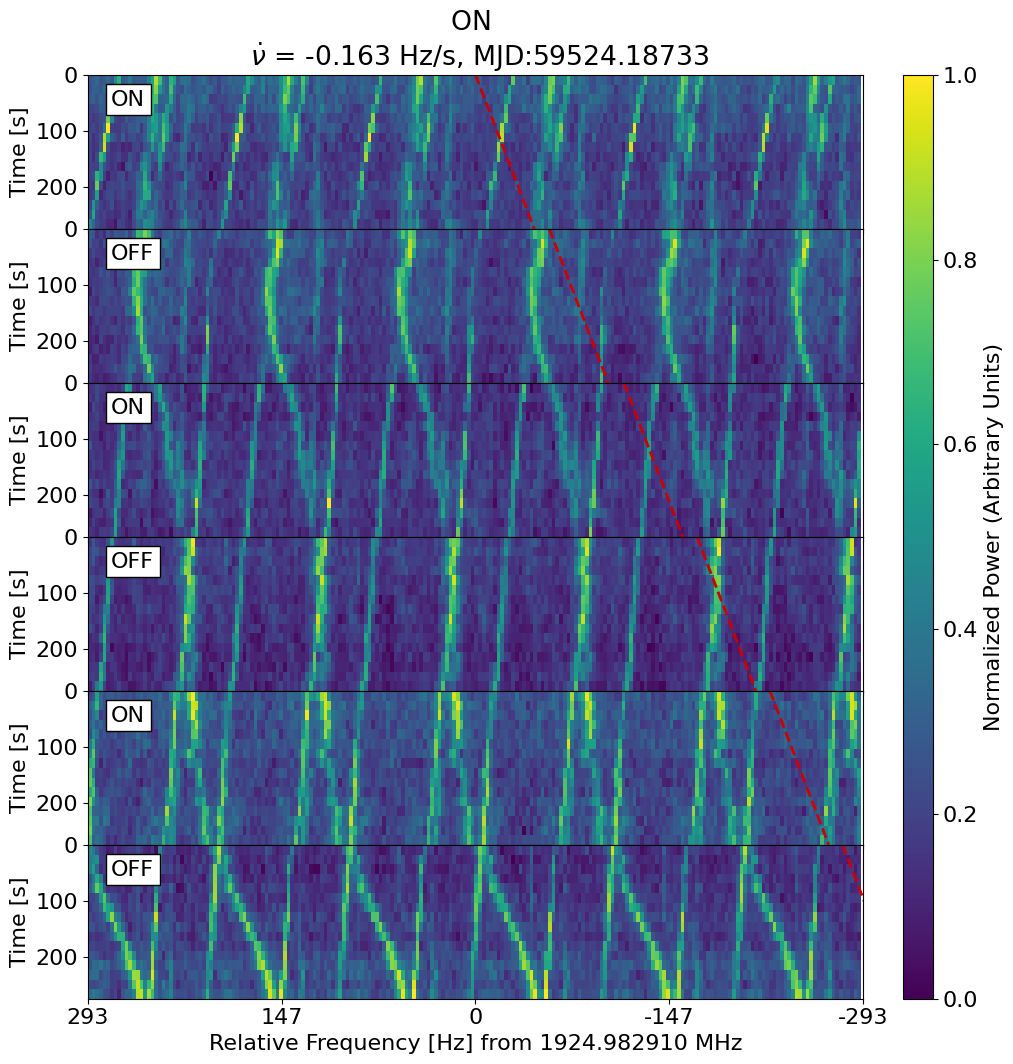 ON
ν̇ = -0.163 Hz/s, MJD:59524.18733
0
ON
100
200
Time [s]
0
OFF
100
200
Time [s]
0
ON
100
200
Time [s]
0
OFF
100
200
Time [s]
0
ON
100
200
Time [s]
0
OFF
100
200
Time [s]
293 147 0 -147 -293
Relative Frequency [Hz] from 1924.982910 MHz
1.0
0.8
0.6
0.4
0.2
0.0
Normalized Power (Arbitrary Units)